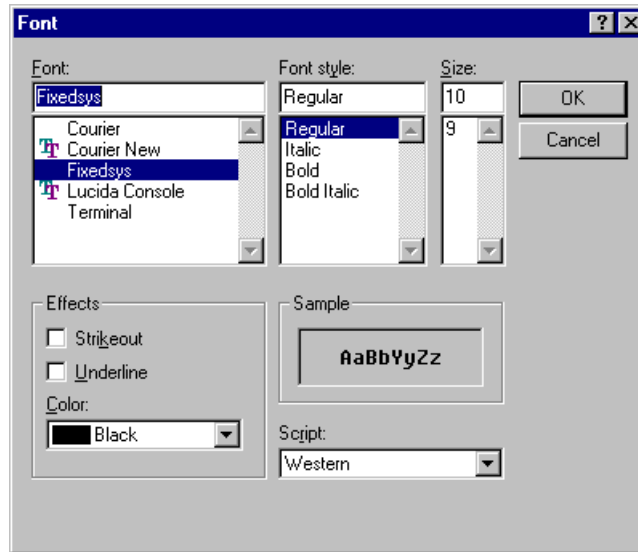 Font
Font:
Fixedsys
Courier
Courier New
Fixedsys
Lucida Console
Terminal
Font style:
Regular
Regular
Italic
Bold
Bold Italic
Size:
10
9
OK
Cancel
Effects
Strikeout
Underline
Color:
Black
Sample
AaBbYyZz
Script:
Western